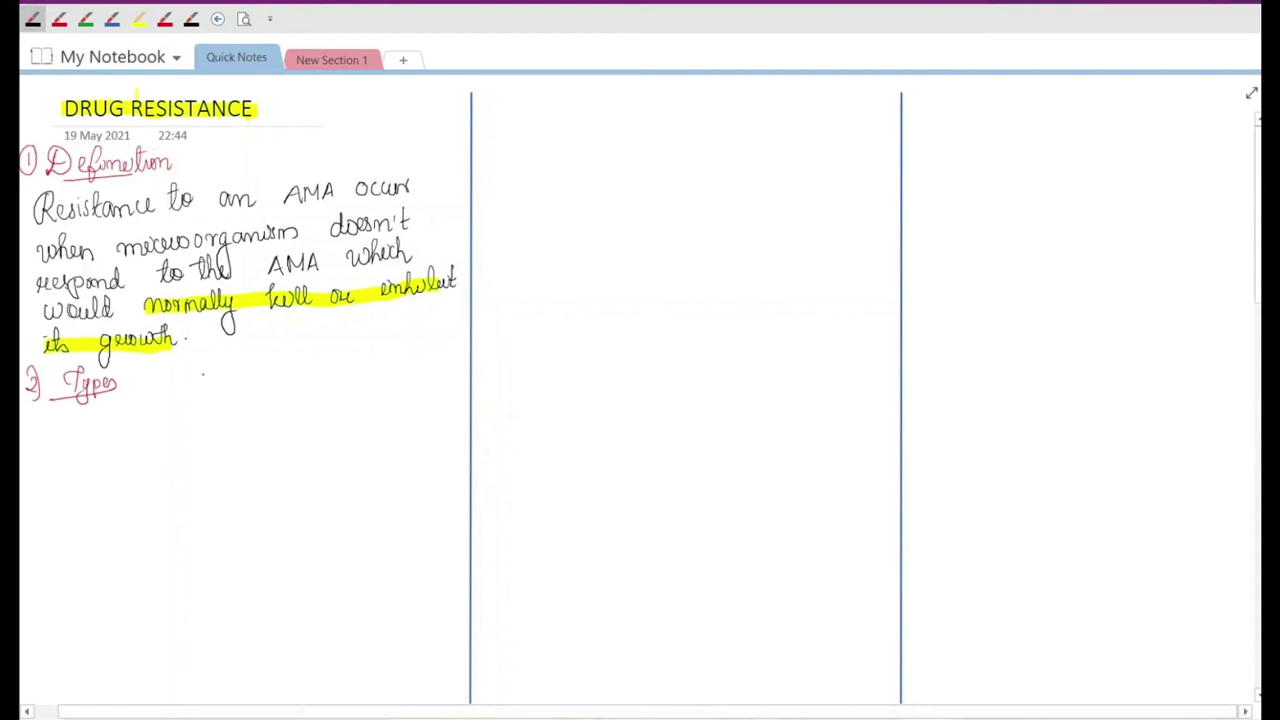 My Notebook
Quick Notes
New Section 1
DRUG RESISTANCE
19 May 2021 22:44
① Definition
Resistance to an AMA occur
when microorganism doesn't
respond to the AMA which
would normally kill or inhibit
its growth.
2) Types